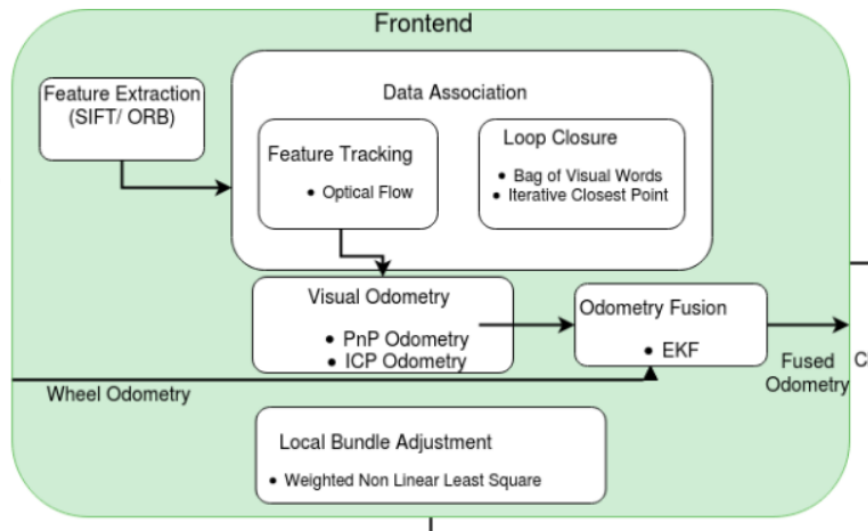 Frontend
Feature Extraction
(SIFT/ ORB)
Data Association
Feature Tracking
• Optical Flow
Loop Closure
• Bag of Visual Words
• Iterative Closest Point
Visual Odometry
• PnP Odometry
• ICP Odometry
Odometry Fusion
• EKF
Fused
Odometry
C
Wheel Odometry
Local Bundle Adjustment
• Weighted Non Linear Least Square